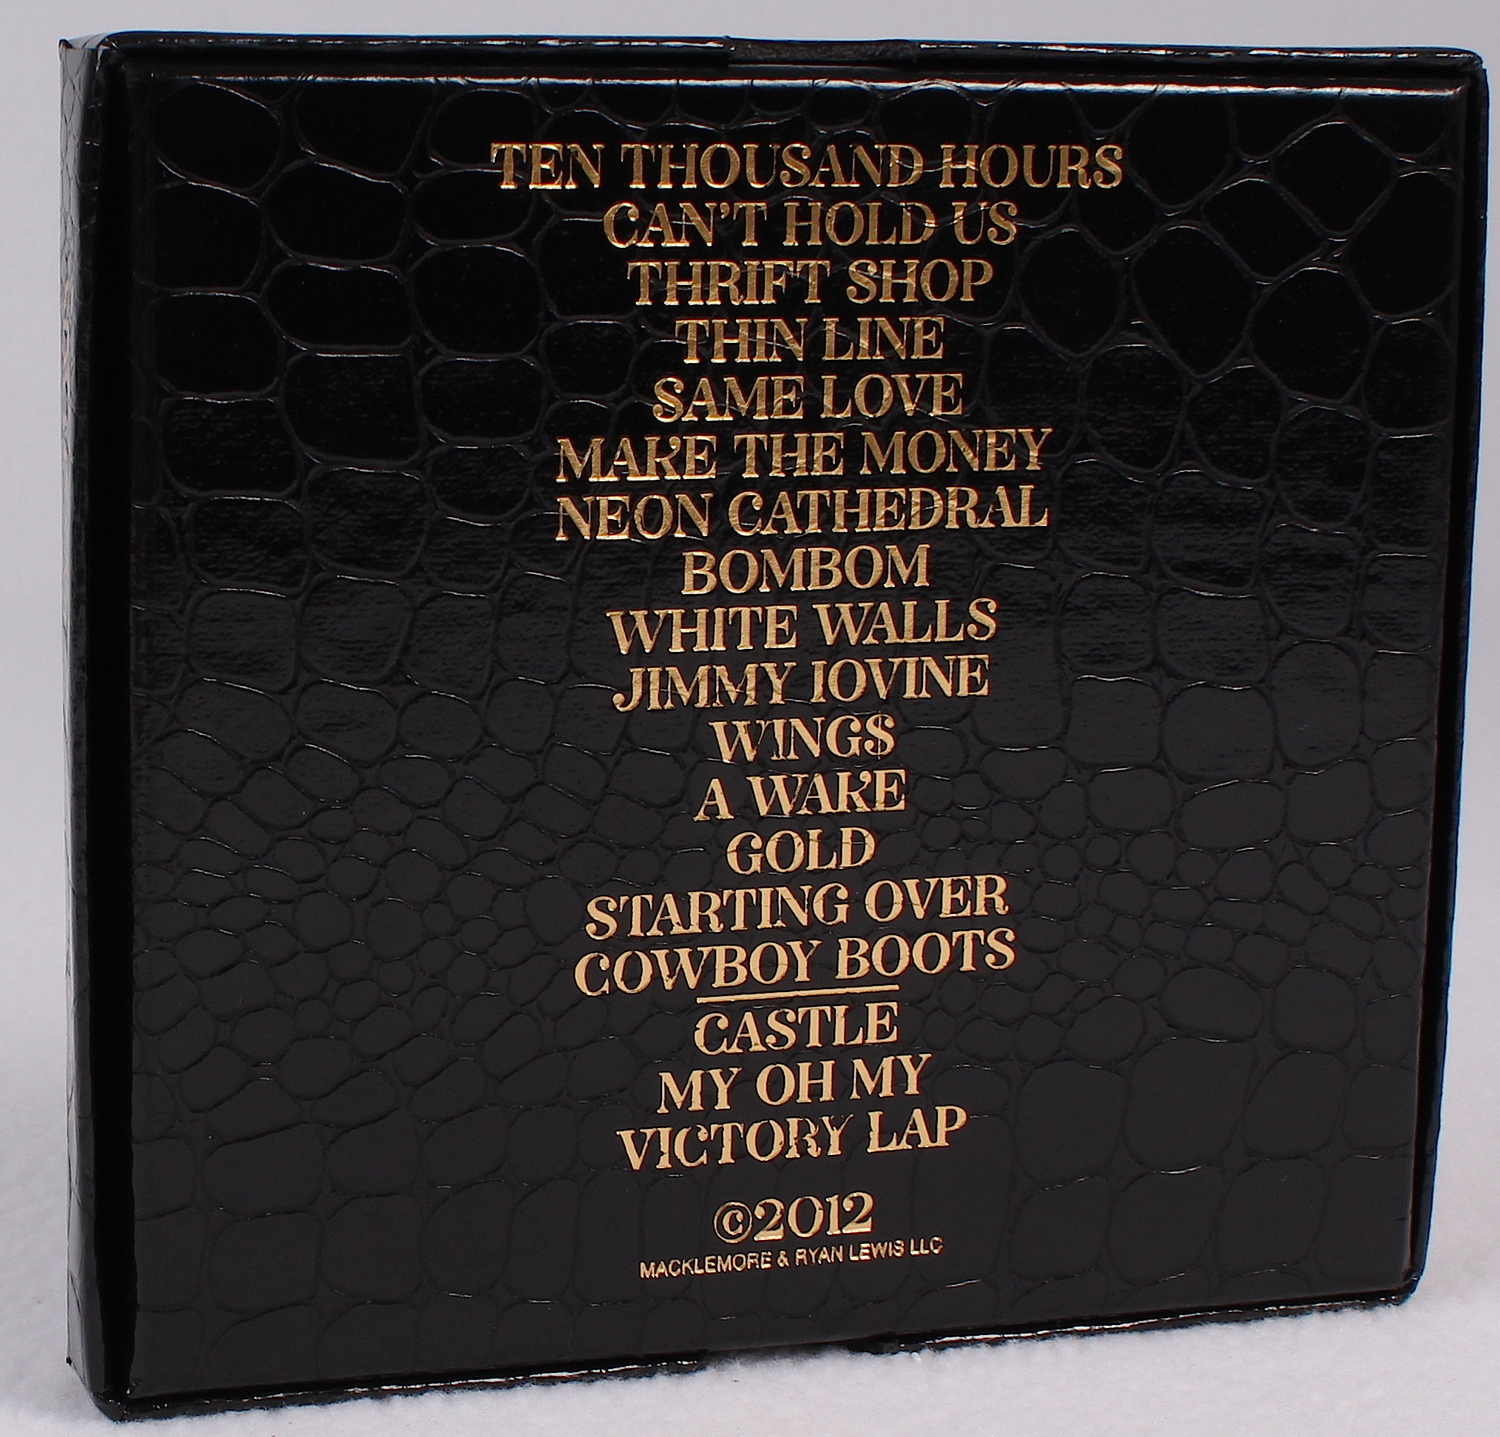 TEN THOUSAND HOURS
CAN'T HOLD US
THRIFT SHOP
THIN LINE
SAME LOVE
MAKE THE MONEY
NEON CATHEDRAL
BOMBOM
WHITE WALLS
JIMMY IOVINE
WING$
A WAKE
GOLD
STARTING OVER
COWBOY BOOTS
CASTLE
MY OH MY
VICTORY LAP
©2012
MACKLEMORE & RYAN LEWIS LLC